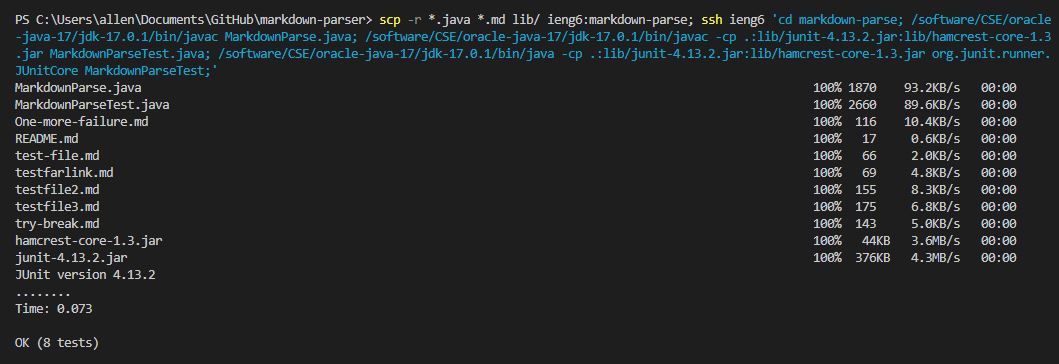 PS C:\Users\allen\Documents\GitHub\markdown-parser> scp -r *.java *.md lib/ ieng6:markdown-parse; ssh ieng6 'cd markdown-parse; /software/CSE/oracle
-java-17/jdk-17.0.1/bin/javac MarkdownParse.java; /software/CSE/oracle-java-17/jdk-17.0.1/bin/javac -cp .:lib/junit-4.13.2.jar:lib/hamcrest-core-1.3
.jar MarkdownParseTest.java; /software/CSE/oracle-java-17/jdk-17.0.1/bin/java -cp .:lib/junit-4.13.2.jar:lib/hamcrest-core-1.3.jar org.junit.runner.
JUnitCore MarkdownParseTest;'
MarkdownParse.java 100% 1870 93.2KB/s 00:00
MarkdownParseTest.java 100% 2660 89.6KB/s 00:00
One-more-failure.md 100% 116 10.4KB/s 00:00
README.md 100% 17 0.6KB/s 00:00
test-file.md 100% 66 2.0KB/s 00:00
testfarlink.md 100% 69 4.8KB/s 00:00
testfile2.md 100% 155 8.3KB/s 00:00
testfile3.md 100% 175 6.8KB/s 00:00
try-break.md 100% 143 5.0KB/s 00:00
hamcrest-core-1.3.jar 100% 44KB 3.6MB/s 00:00
junit-4.13.2.jar 100% 376KB 4.3MB/s 00:00
JUnit version 4.13.2
........
Time: 0.073
OK (8 tests)